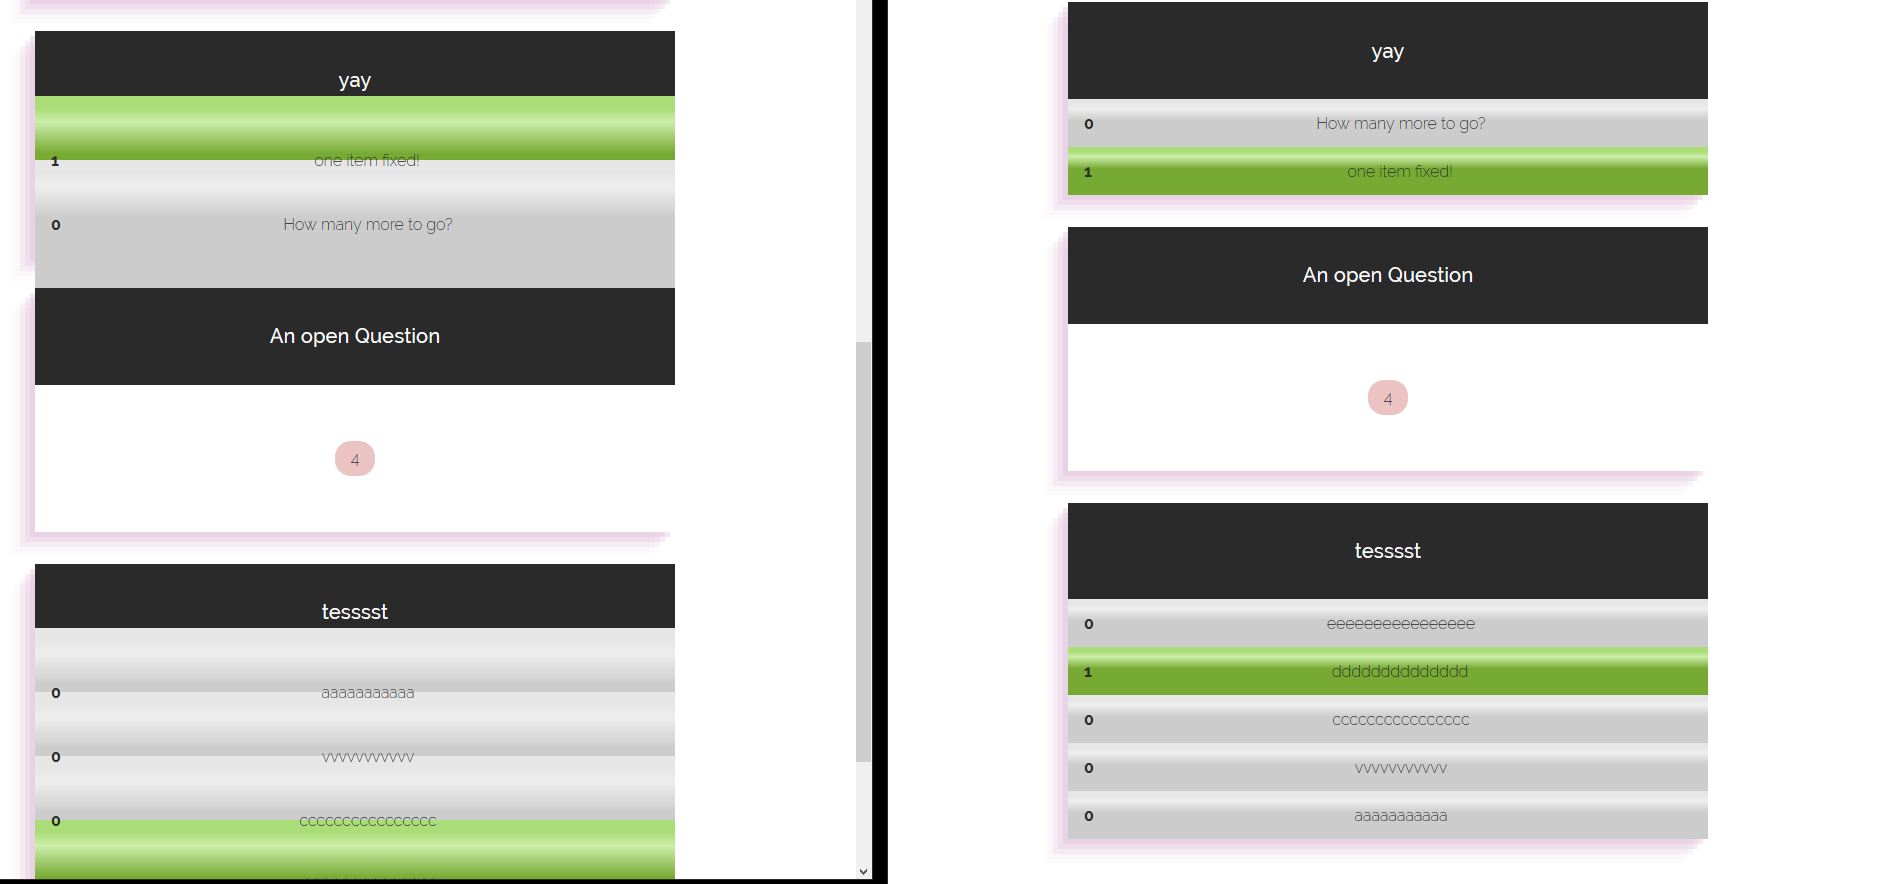 yay
1 one item fixed!
0 How many more to go?
An open Question
4
tesssst
0 aaaaaaaaaaa
0 vvvvvvvvvvv
0 cccccccccccccccc
yay
0 How many more to go?
1 one item fixed!
An open Question
4
tesssst
0 eeeeeeeeeeeeeeee
1 dddddddddddddd
0 cccccccccccccccc
0 vvvvvvvvvvv
0 aaaaaaaaaaa